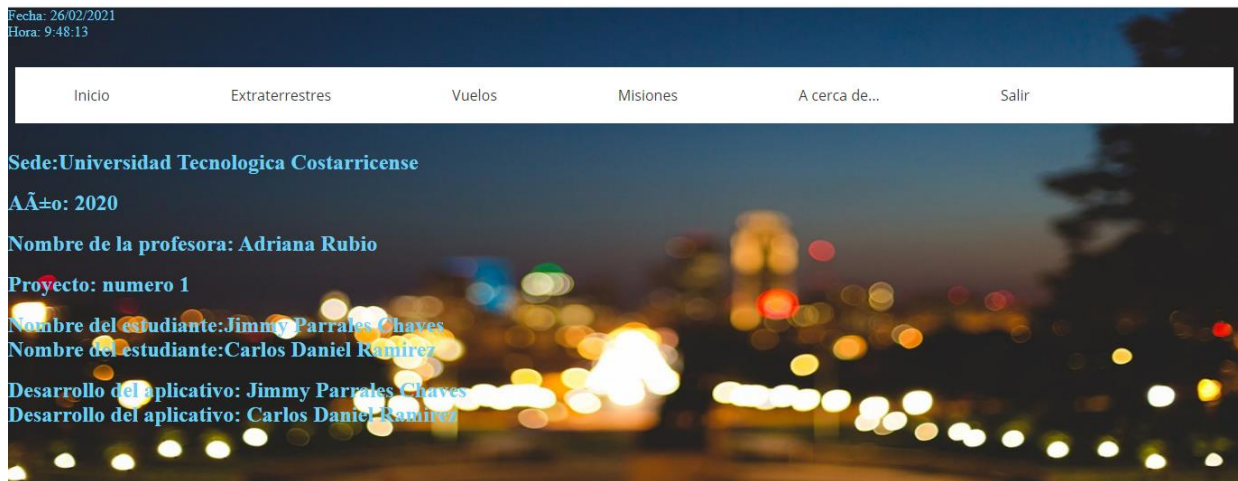 Fecha: 26/02/2021
Hora: 9:48:13
Inicio Extraterrestres Vuelos Misiones A cerca de... Salir
Sede:Universidad Tecnologica Costarricense
AÃ±o: 2020
Nombre de la profesora: Adriana Rubio
Proyecto: numero 1
Nombre del estudiante:Jimmy Parrales Chaves
Nombre del estudiante:Carlos Daniel Ramirez
Desarrollo del aplicativo: Jimmy Parrales Chaves
Desarrollo del aplicativo: Carlos Daniel Ramirez